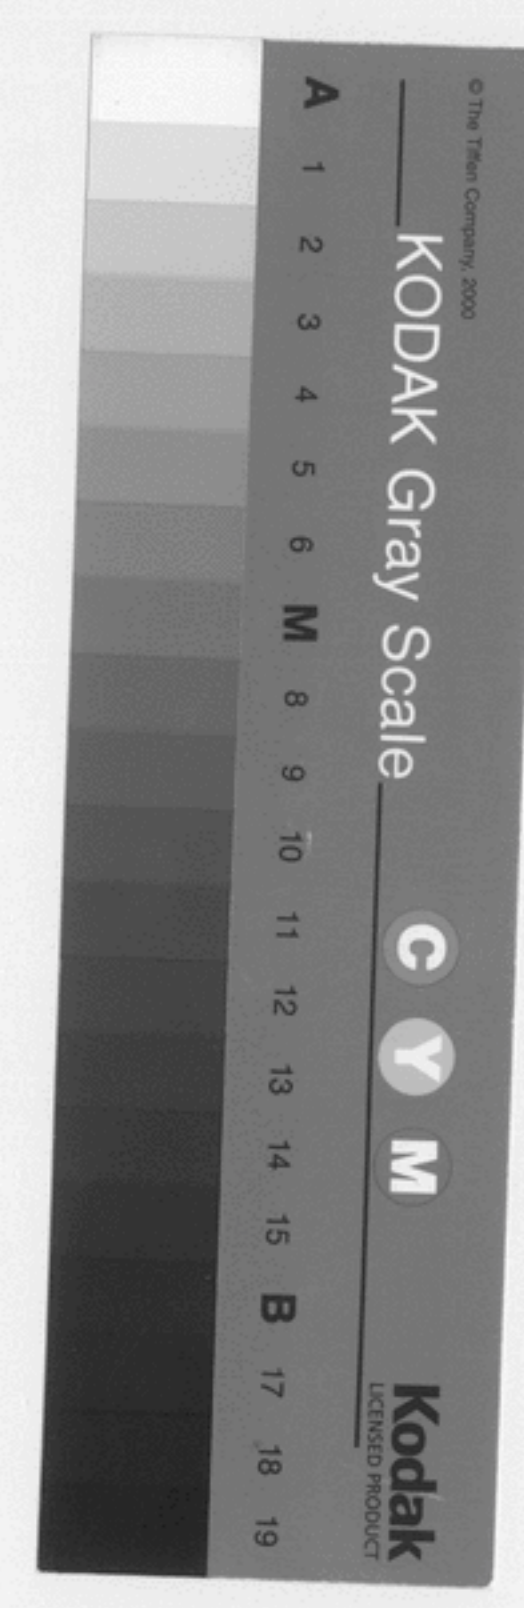 © The Tiffen Company, 2000
KODAK Gray Scale
C Y M
Kodak
LICENSED PRODUCT
A 1 2 3 4 5 6 M 8 9 10 11 12 13 14 15 B 17 18 19